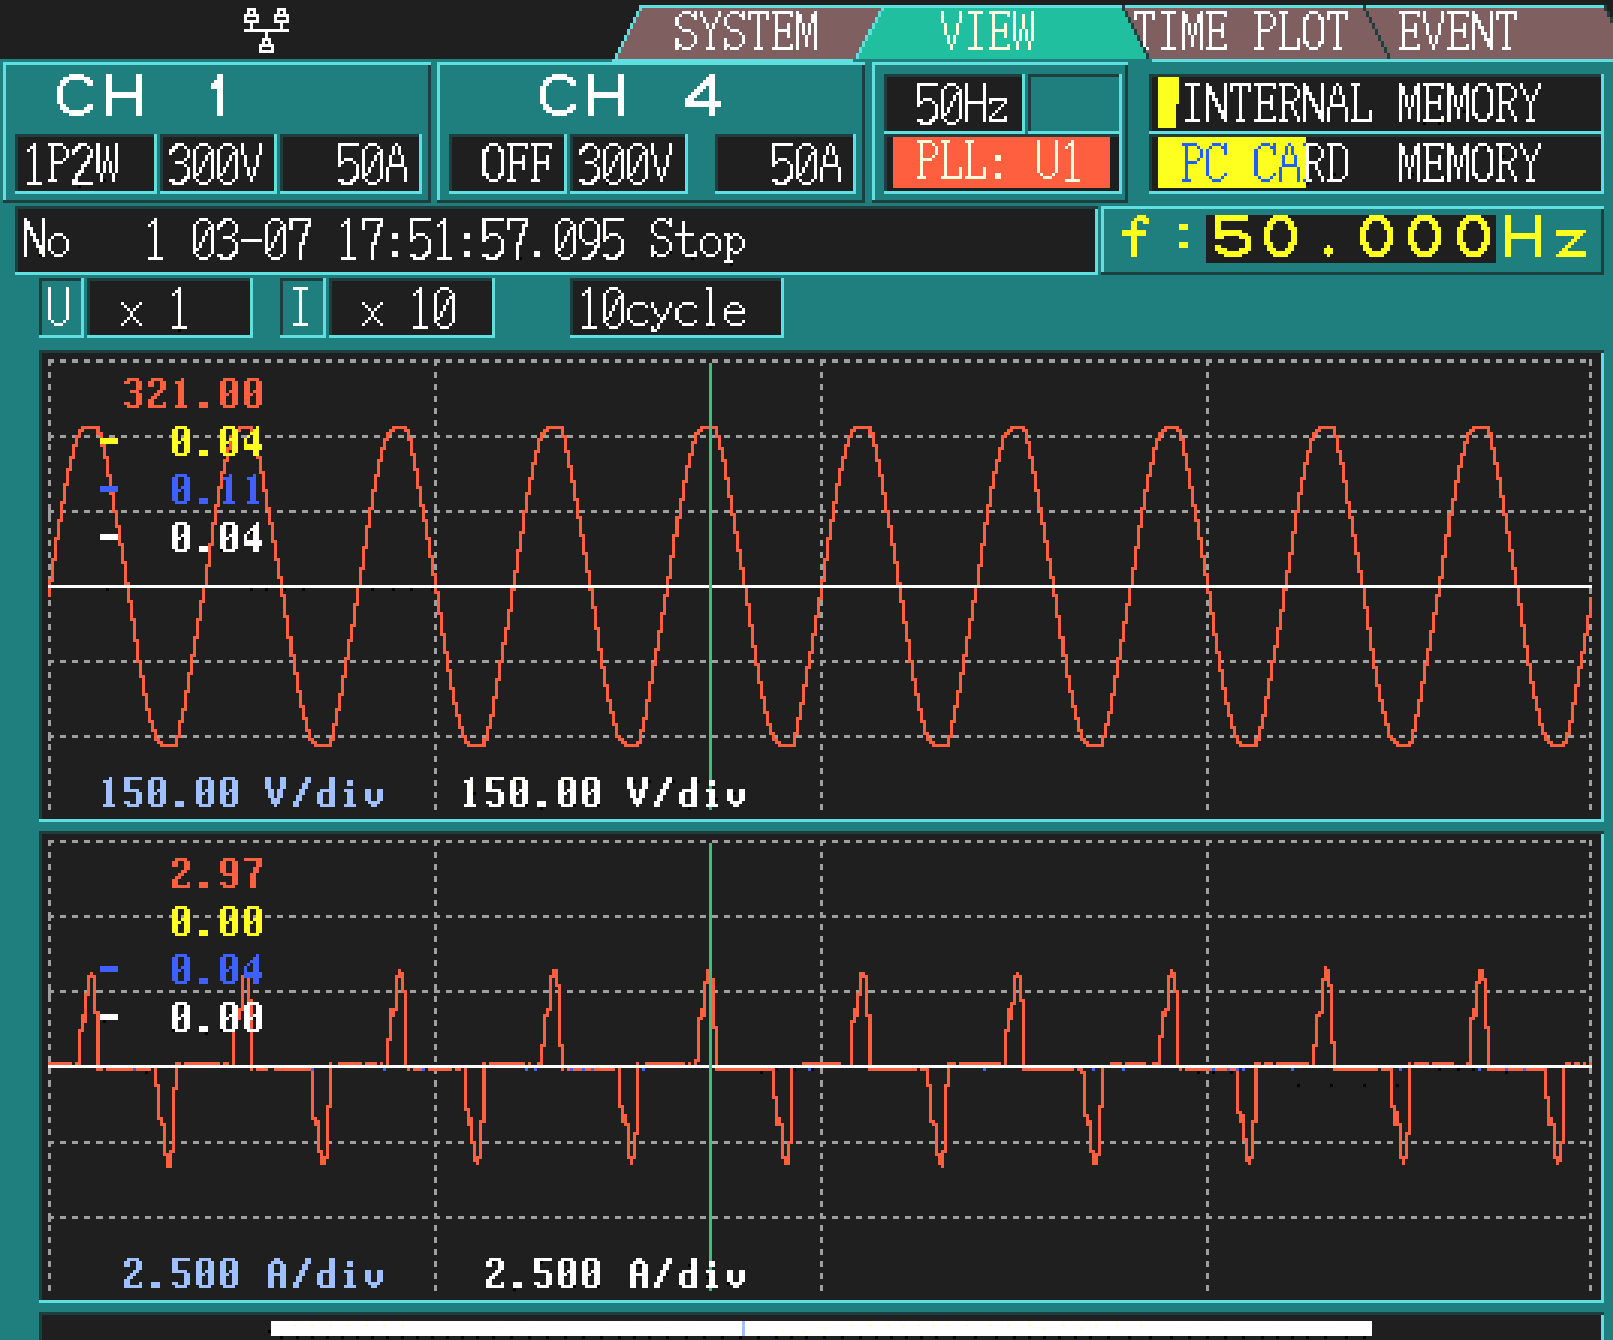 SYSTEM VIEW TIME PLOT EVENT
CH 1 CH 4 50Hz INTERNAL MEMORY
1P2W 300V 50A OFF 300V 50A PLL: U1 PC CARD MEMORY
No 1 03-07 17:51:57.095 Stop f:50.000Hz
U x 1 I x 10 10cycle
321.00
- 0.04
- 0.11
- 0.04
150.00 V/div 150.00 V/div
2.97
0.00
- 0.04
- 0.00
2.500 A/div 2.500 A/div